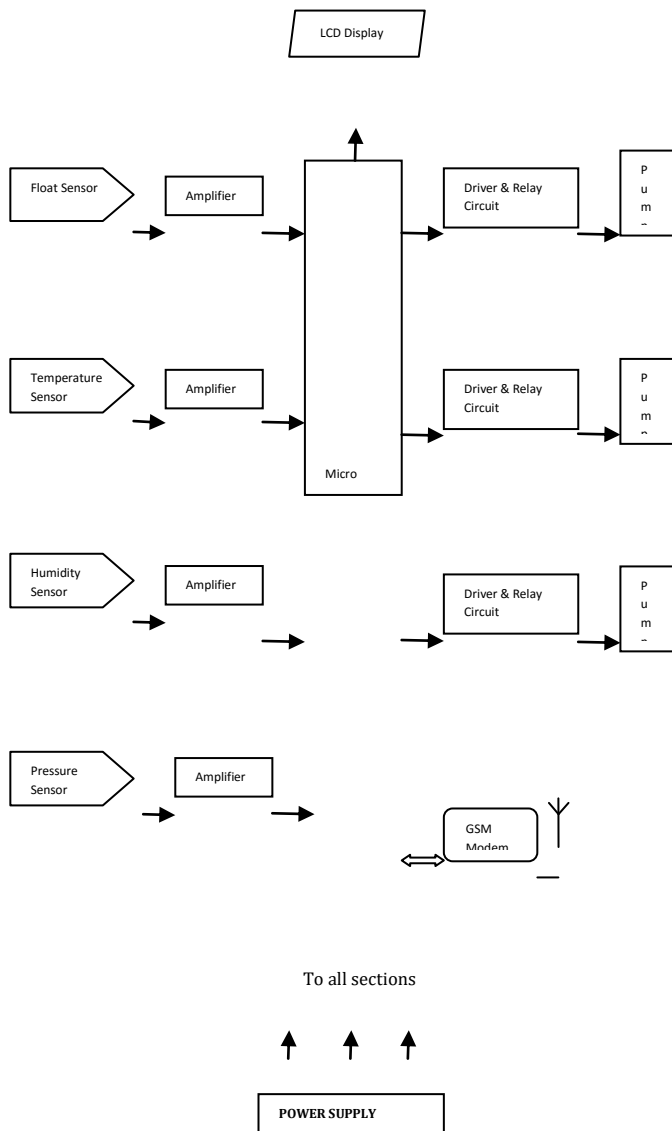 LCD Display
Float Sensor
Amplifier
Driver & Relay
Circuit
P
u
m
Temperature
Sensor
Amplifier
Driver & Relay
Circuit
P
u
m
Micro
Humidity
Sensor
Amplifier
Driver & Relay
Circuit
P
u
m
Pressure
Sensor
Amplifier
GSM
Modem
To all sections
POWER SUPPLY